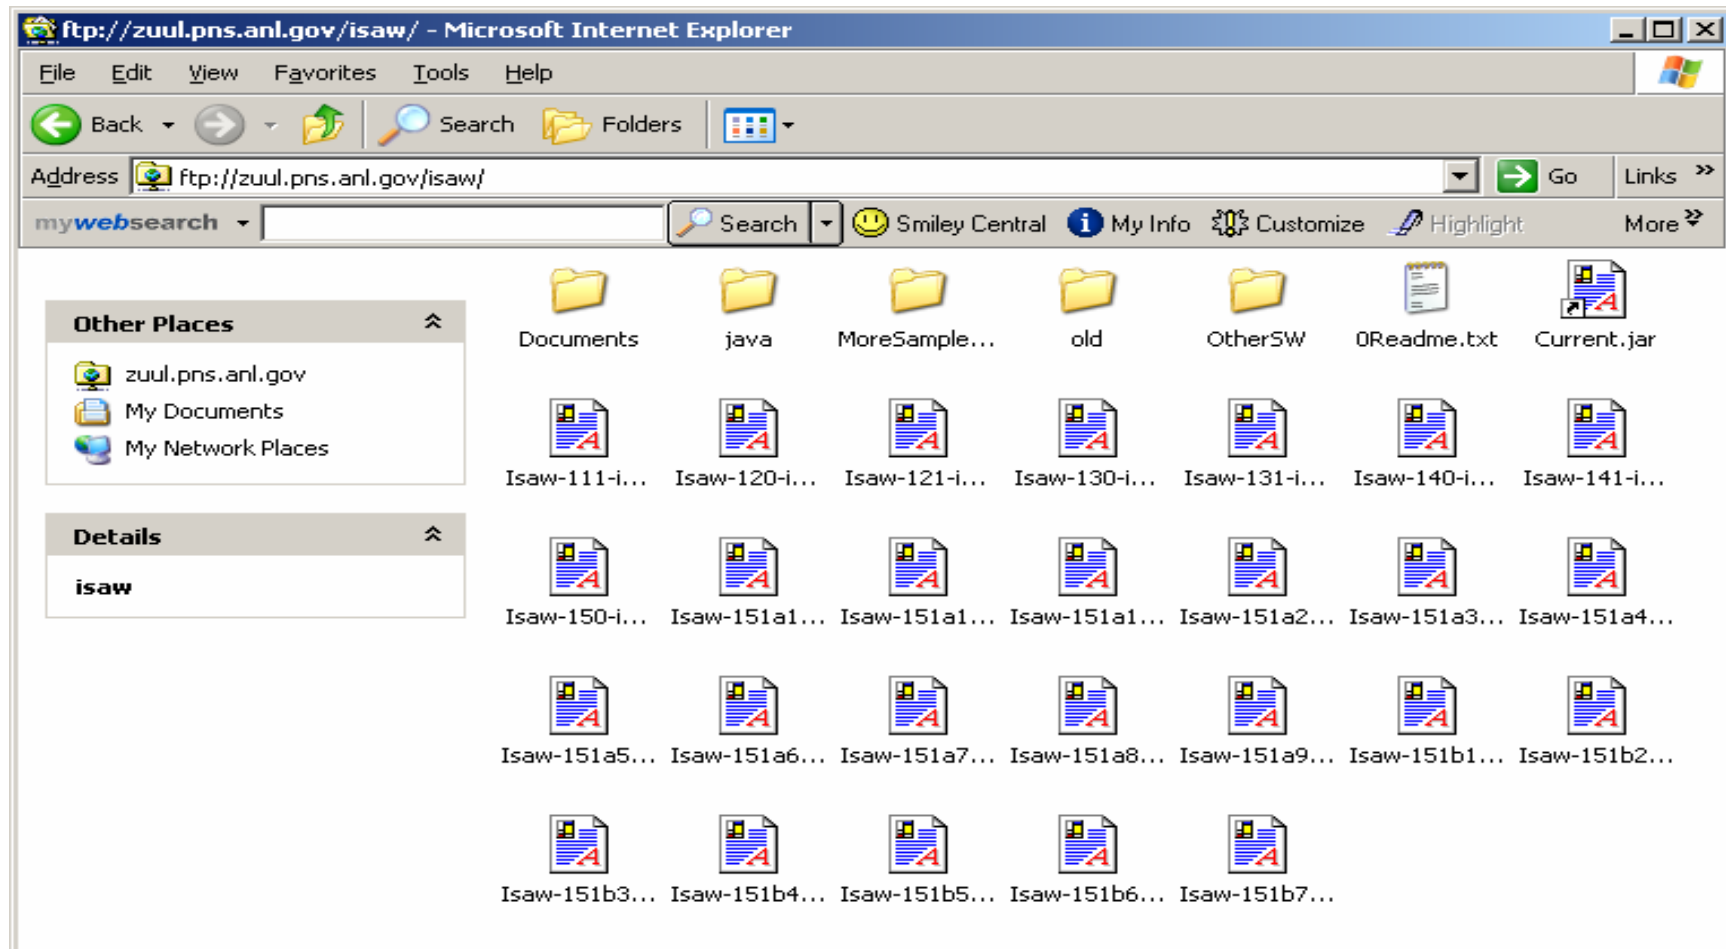 ftp://zuul.pns.anl.gov/isaw/ - Microsoft Internet Explorer
File Edit View Favorites Tools Help
Back Search Folders
Address ftp://zuul.pns.anl.gov/isaw/ Go Links »
mywebsearch Search Smiley Central My Info Customize Highlight More
Other Places
zuul.pns.anl.gov
My Documents
My Network Places
Details
isaw
Documents java MoreSample... old OtherSW 0Readme.txt Current.jar
Isaw-111-i... Isaw-120-i... Isaw-121-i... Isaw-130-i... Isaw-131-i... Isaw-140-i... Isaw-141-i...
Isaw-150-i... Isaw-151a1... Isaw-151a1... Isaw-151a1... Isaw-151a2... Isaw-151a3... Isaw-151a4...
Isaw-151a5... Isaw-151a6... Isaw-151a7... Isaw-151a8... Isaw-151a9... Isaw-151b1... Isaw-151b2...
Isaw-151b3... Isaw-151b4... Isaw-151b5... Isaw-151b6... Isaw-151b7...